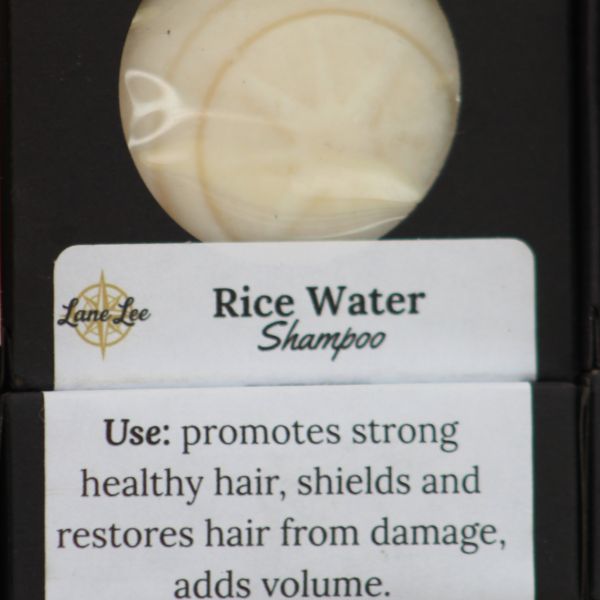 Lane Lee
Rice Water
Shampoo
Use: promotes strong
healthy hair, shields and
restores hair from damage,
adds volume.